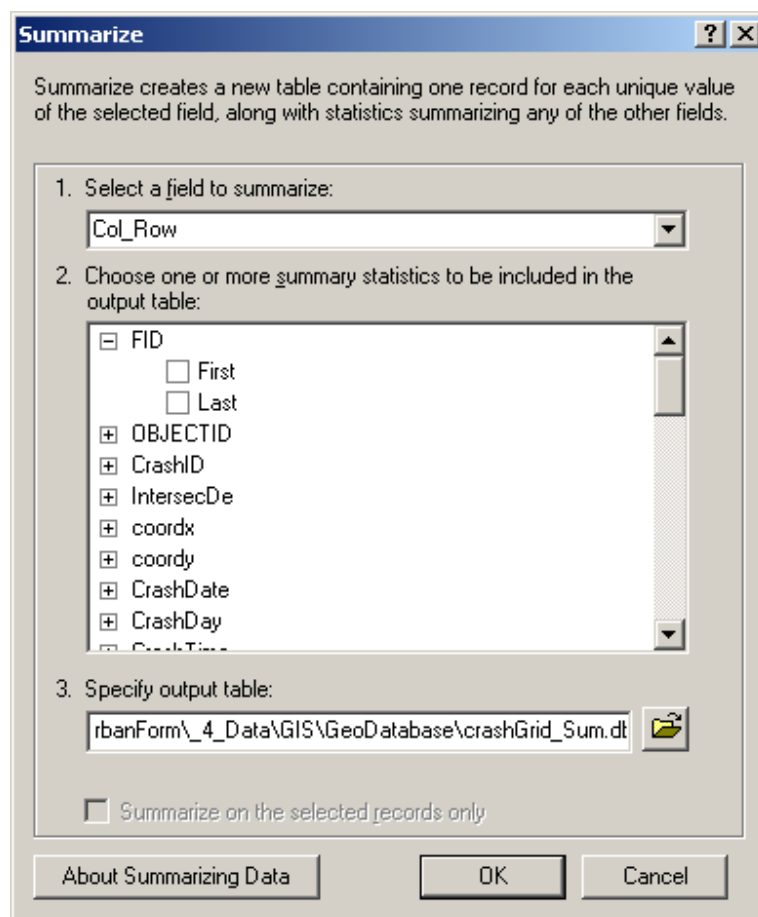 Summarize
Summarize creates a new table containing one record for each unique value
of the selected field, along with statistics summarizing any of the other fields.
1. Select a field to summarize:
Col_Row
2. Choose one or more summary statistics to be included in the
output table:
FID
First
Last
OBJECTID
CrashID
IntersecDe
coordx
coordy
CrashDate
CrashDay
CrashTime
3. Specify output table:
rbanForm\_4_Data\GIS\GeoDatabase\crashGrid_Sum.dt
Summarize on the selected records only
About Summarizing Data
OK
Cancel